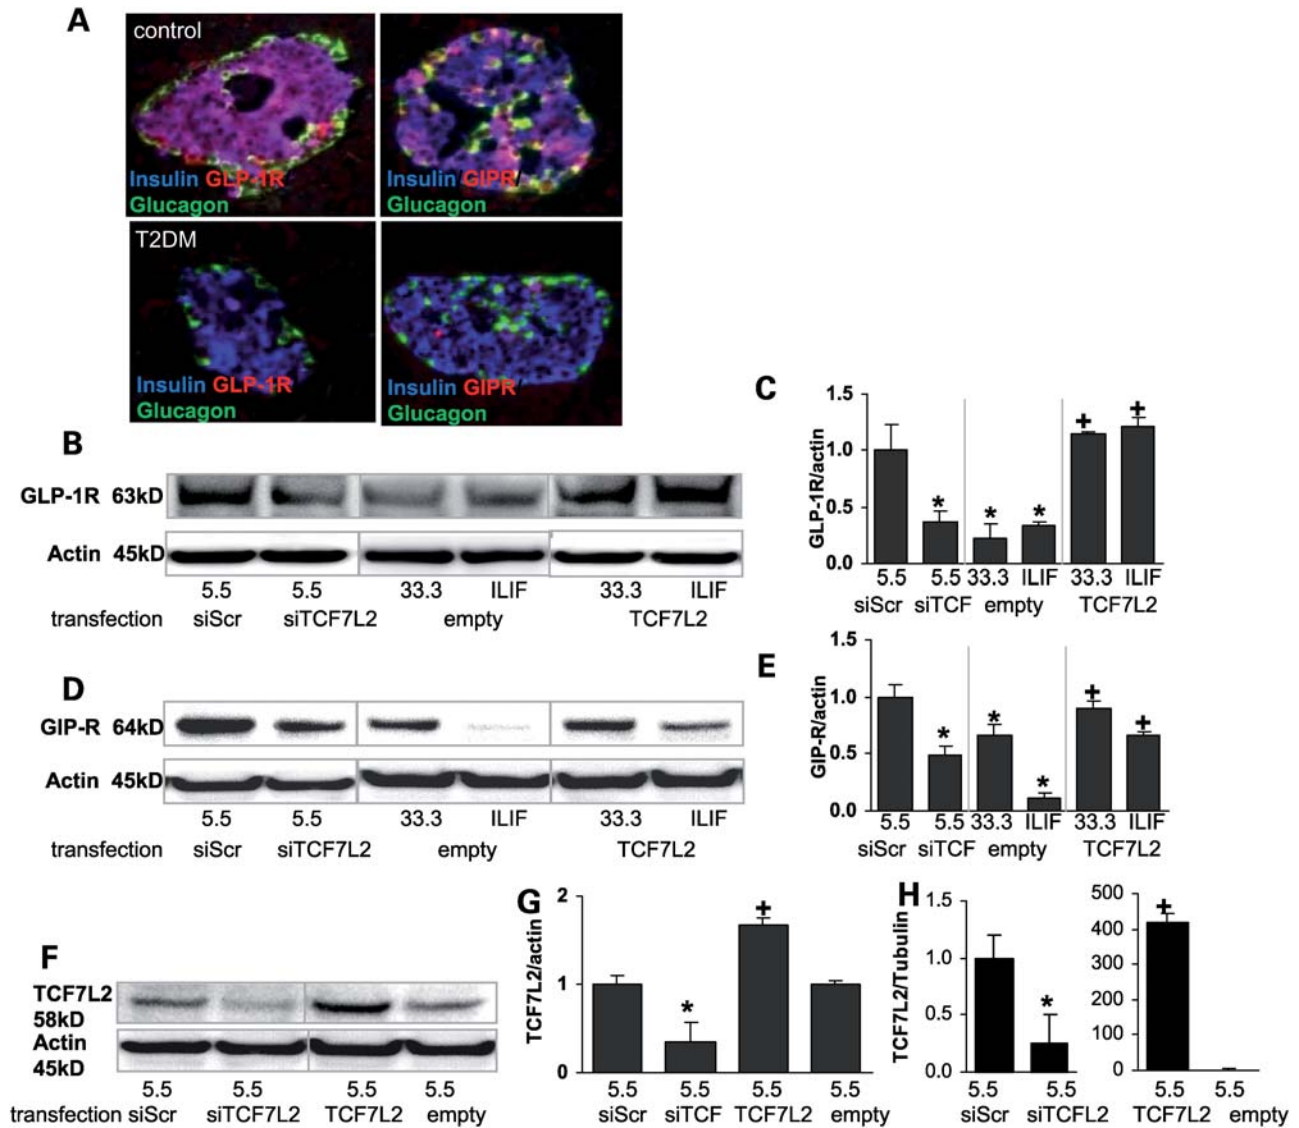 A
control
Insulin GLP-1R
Glucagon
Insulin GIPR/
Glucagon
T2DM
Insulin GLP-1R
Glucagon
Insulin GIPR/
Glucagon
B
GLP-1R 63kD
Actin 45kD
5.5 5.5 33.3 ILIF 33.3 ILIF
transfection siScr siTCF7L2 empty TCF7L2
C
GLP-1R/actin
1.5
1.0
0.5
0.0
* * * + +
5.5 5.5 33.3 ILIF 33.3 ILIF
siScr siTCF empty TCF7L2
D
GIP-R 64kD
Actin 45kD
5.5 5.5 33.3 ILIF 33.3 ILIF
transfection siScr siTCF7L2 empty TCF7L2
E
GIP-R/actin
1.5
1.0
0.5
0.0
* * * + +
5.5 5.5 33.3 ILIF 33.3 ILIF
siScr siTCF empty TCF7L2
F
TCF7L2
58kD
Actin
45kD
5.5 5.5 5.5 5.5
transfection siScr siTCF7L2 TCF7L2 empty
G
TCF7L2/actin
2
1
0
* +
5.5 5.5 5.5 5.5
siScr siTCF TCF7L2 empty
H
TCF7L2/Tubulin
1.5
1.0
0.5
0.0
*
5.5 5.5
siScr siTCFL2
500
400
300
200
100
0
+
5.5 5.5
TCF7L2 empty